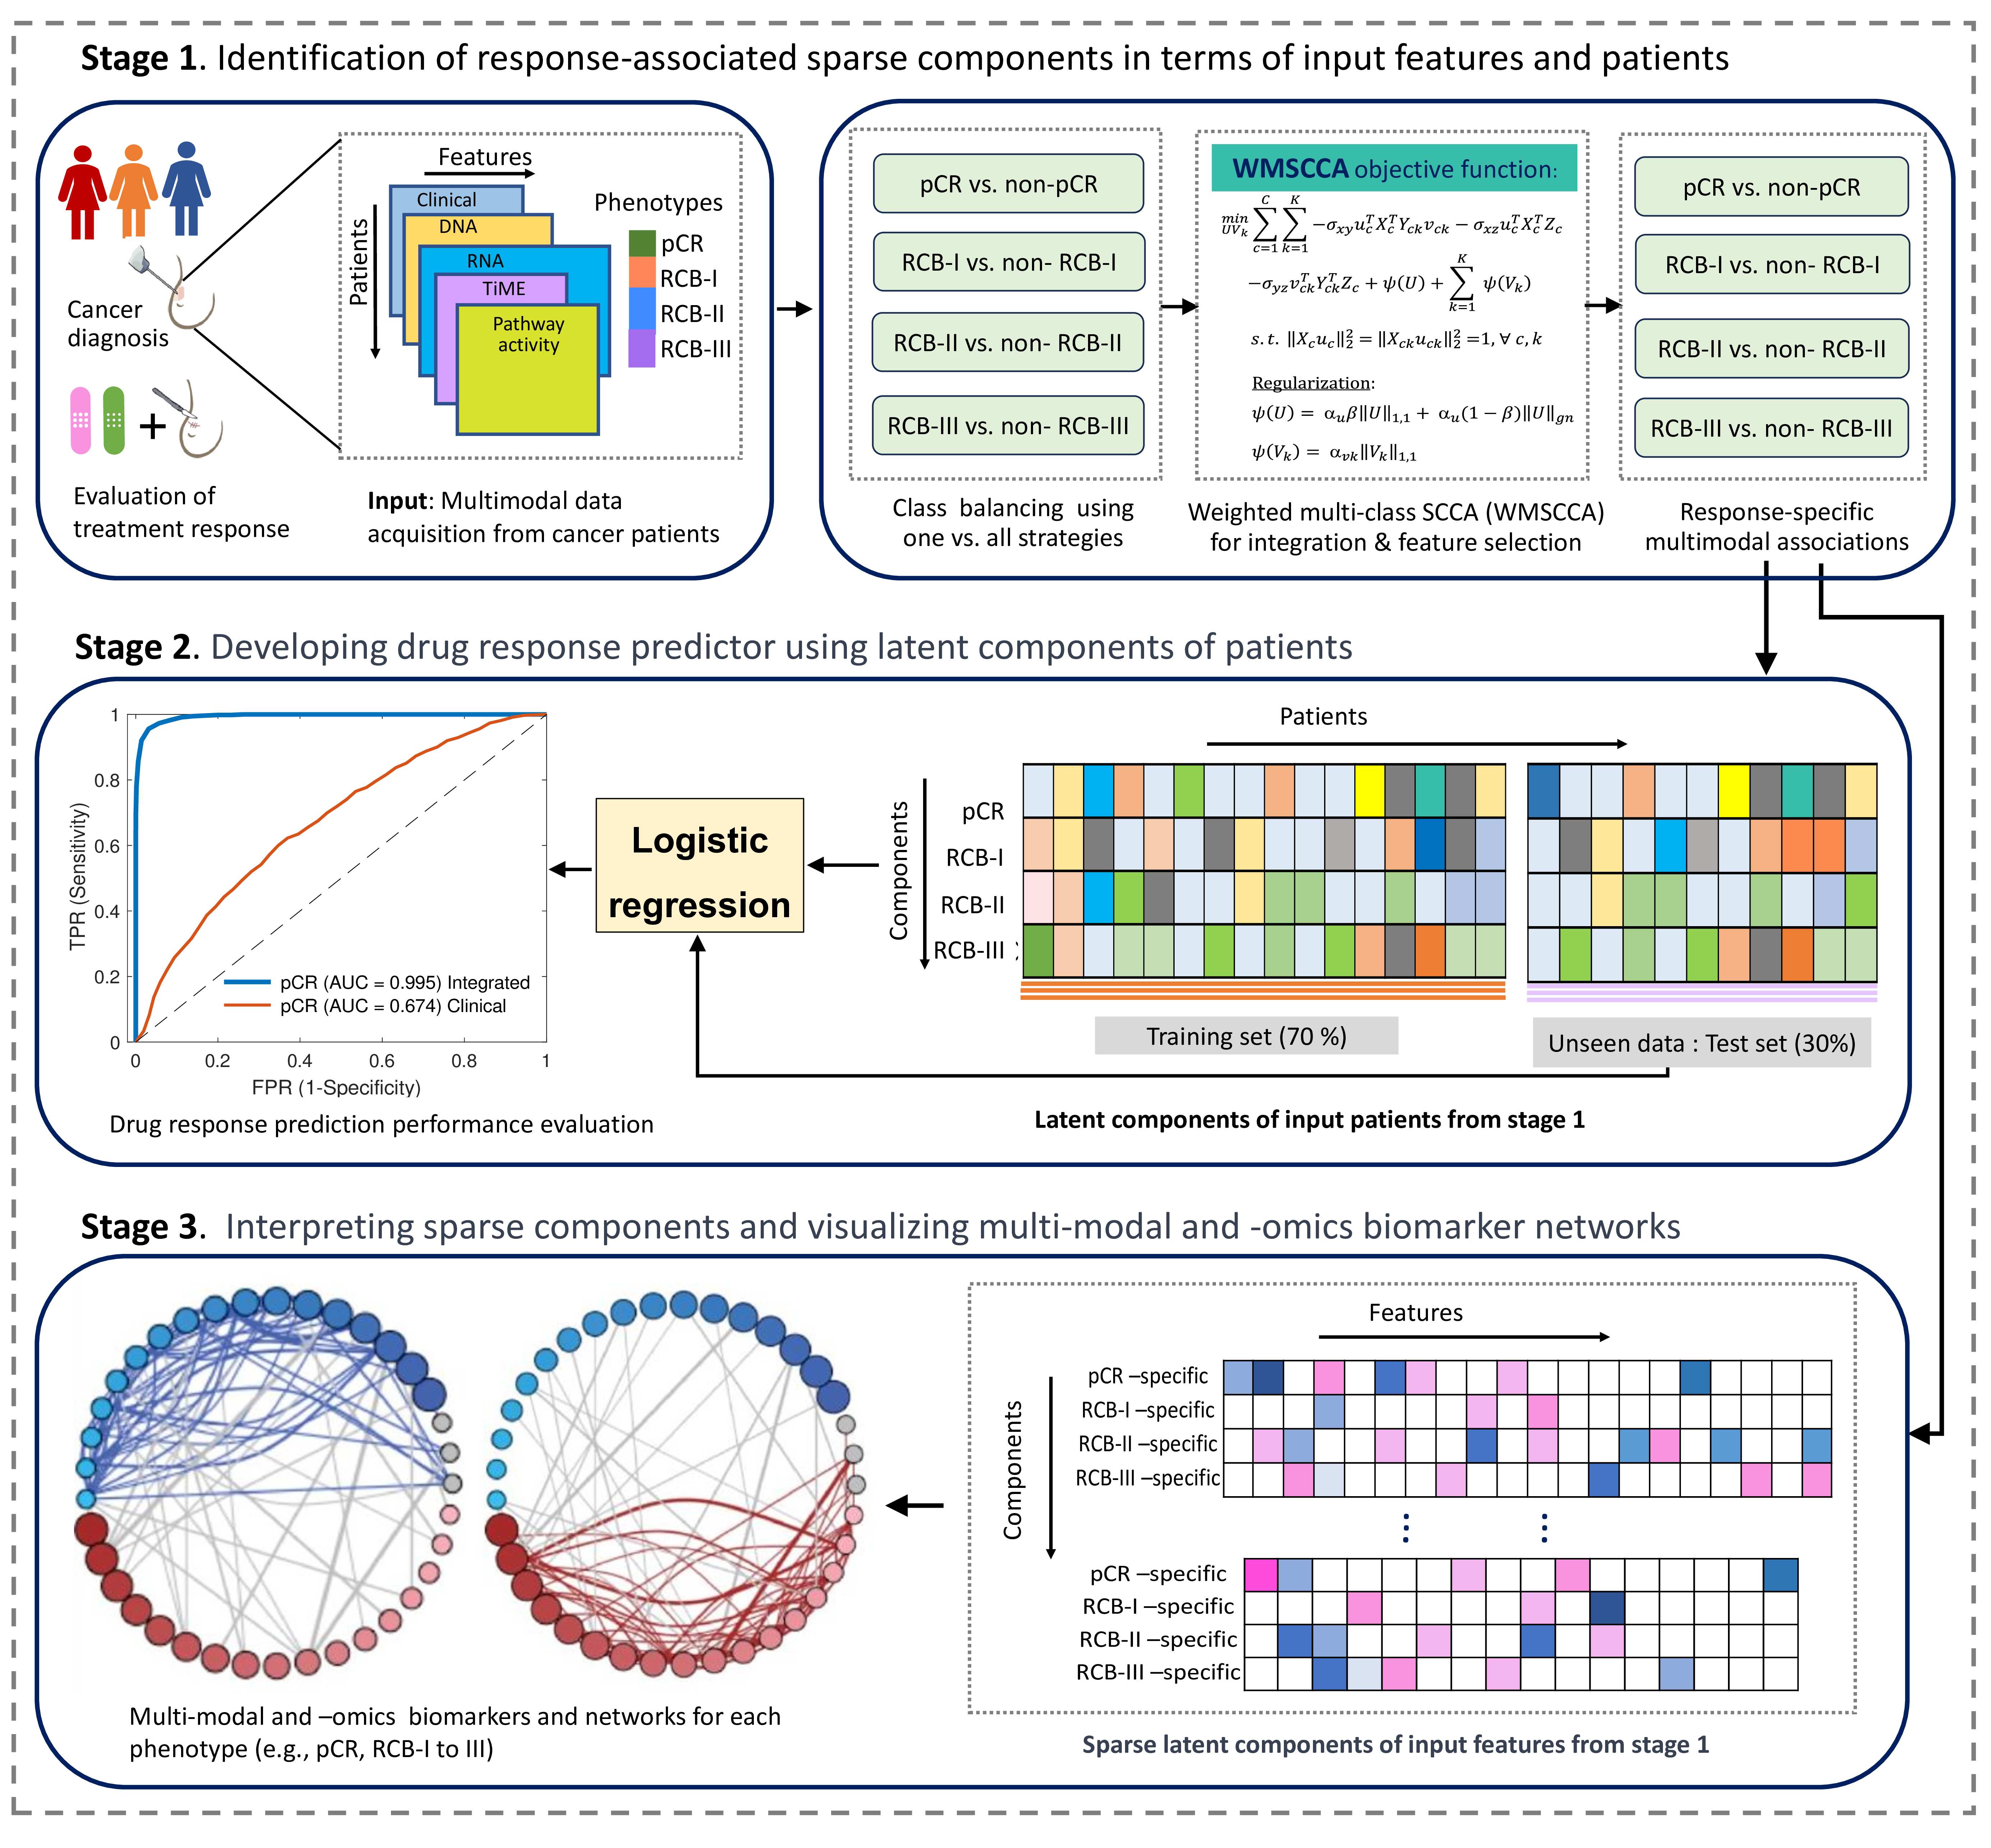 Stage 1. Identification of response-associated sparse components in terms of input features and patients
Features
Patients
Clinical
DNA
RNA
TiME
Pathway
activity
Phenotypes
pCR
RCB-I
RCB-II
RCB-III
Cancer
diagnosis
+
Evaluation of
treatment response
Input: Multimodal data
acquisition from cancer patients
pCR vs. non-pCR
RCB-I vs. non- RCB-I
RCB-II vs. non- RCB-II
RCB-III vs. non- RCB-III
Class balancing using
one vs. all strategies
WMSCCA objective function:
min_{UV_k} \sum_{c=1}^{C} \sum_{k=1}^{K} -σ_{xy}u_c^T X_c^T Y_{ck}v_{ck} − σ_{xz}u_c^T X_c^T Z_c
−σ_{yz}v_{ck}^T Y_{ck}^T Z_c + ψ(U) + \sum_{k=1}^{K} ψ(V_k)
s.t. ‖X_c u_c‖_2^2 = ‖X_{ck}u_{ck}‖_2^2 =1, ∀ c,k
Regularization:
ψ(U) = α_uβ‖U‖_{1,1} + α_u(1 − β)‖U‖_{gn}
ψ(V_k) = α_{vk}‖V_k‖_{1,1}
Weighted multi-class SCCA (WMSCCA)
for integration & feature selection
pCR vs. non-pCR
RCB-I vs. non- RCB-I
RCB-II vs. non- RCB-II
RCB-III vs. non- RCB-III
Response-specific
multimodal associations
Stage 2. Developing drug response predictor using latent components of patients
TPR (Sensitivity)
1
0.8
0.6
0.4
0.2
0
0 0.2 0.4 0.6 0.8 1
FPR (1-Specificity)
pCR (AUC = 0.995) Integrated
pCR (AUC = 0.674) Clinical
Drug response prediction performance evaluation
Logistic
regression
Patients
Components
pCR
RCB-I
RCB-II
RCB-III
Training set (70 %)
Unseen data : Test set (30%)
Latent components of input patients from stage 1
Stage 3. Interpreting sparse components and visualizing multi-modal and -omics biomarker networks
Multi-modal and –omics biomarkers and networks for each
phenotype (e.g., pCR, RCB-I to III)
Features
Components
pCR –specific
RCB-I –specific
RCB-II –specific
RCB-III –specific
pCR –specific
RCB-I –specific
RCB-II –specific
RCB-III –specific
Sparse latent components of input features from stage 1